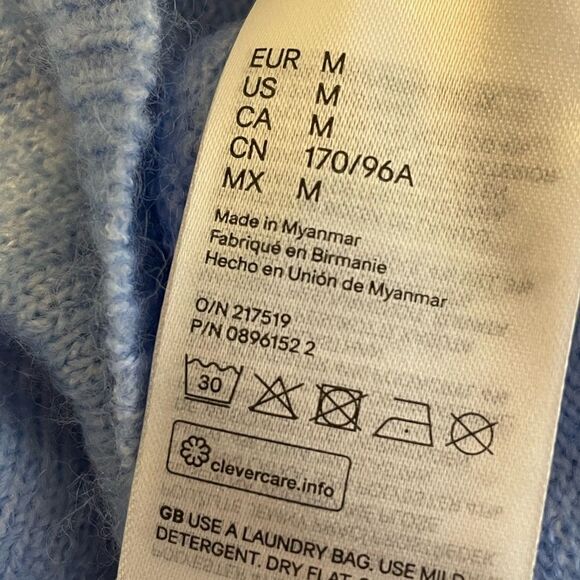 EUR M
US M
CA M
CN 170/96A
MX M
Made in Myanmar
Fabriqué en Birmanie
Hecho en Unión de Myanmar
O/N 217519
P/N 0896152 2
30
clevercare.info
GB USE A LAUNDRY BAG. USE MILD
DETERGENT. DRY FLAT.